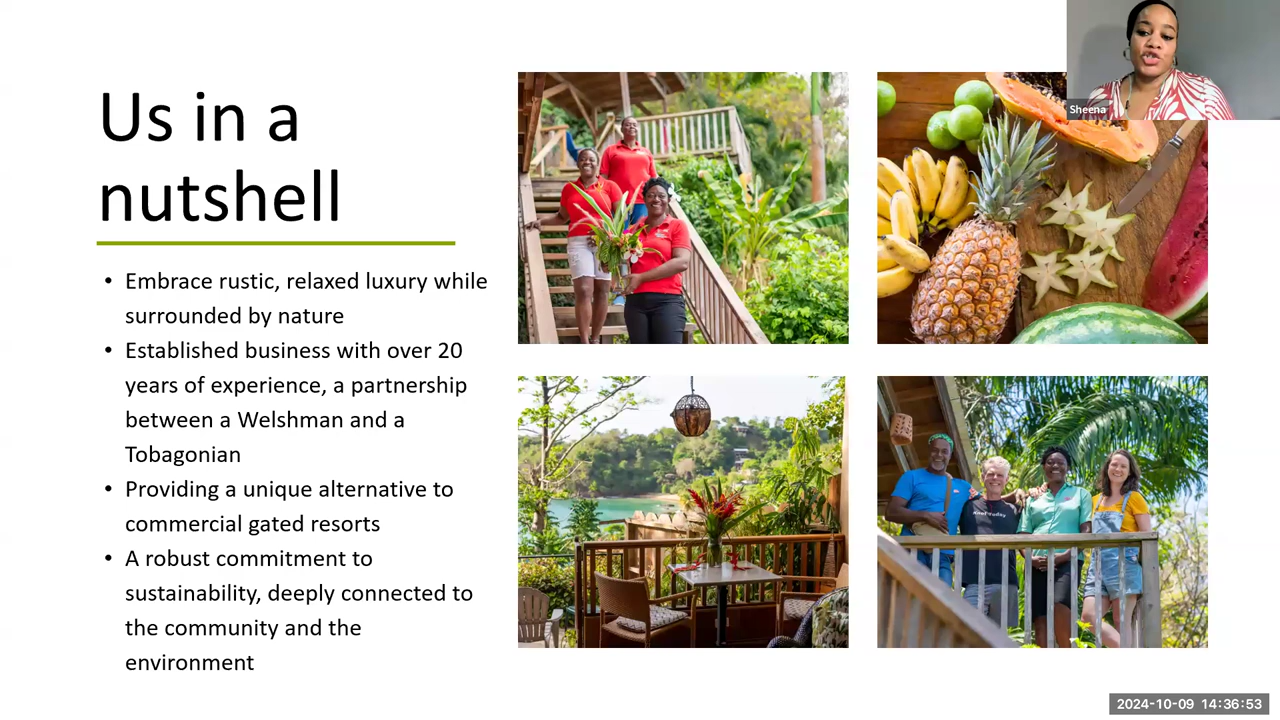 Us in a
nutshell
• Embrace rustic, relaxed luxury while
surrounded by nature
• Established business with over 20
years of experience, a partnership
between a Welshman and a
Tobagonian
• Providing a unique alternative to
commercial gated resorts
• A robust commitment to
sustainability, deeply connected to
the community and the
environment
Sheena
2024-10-09 14:36:53